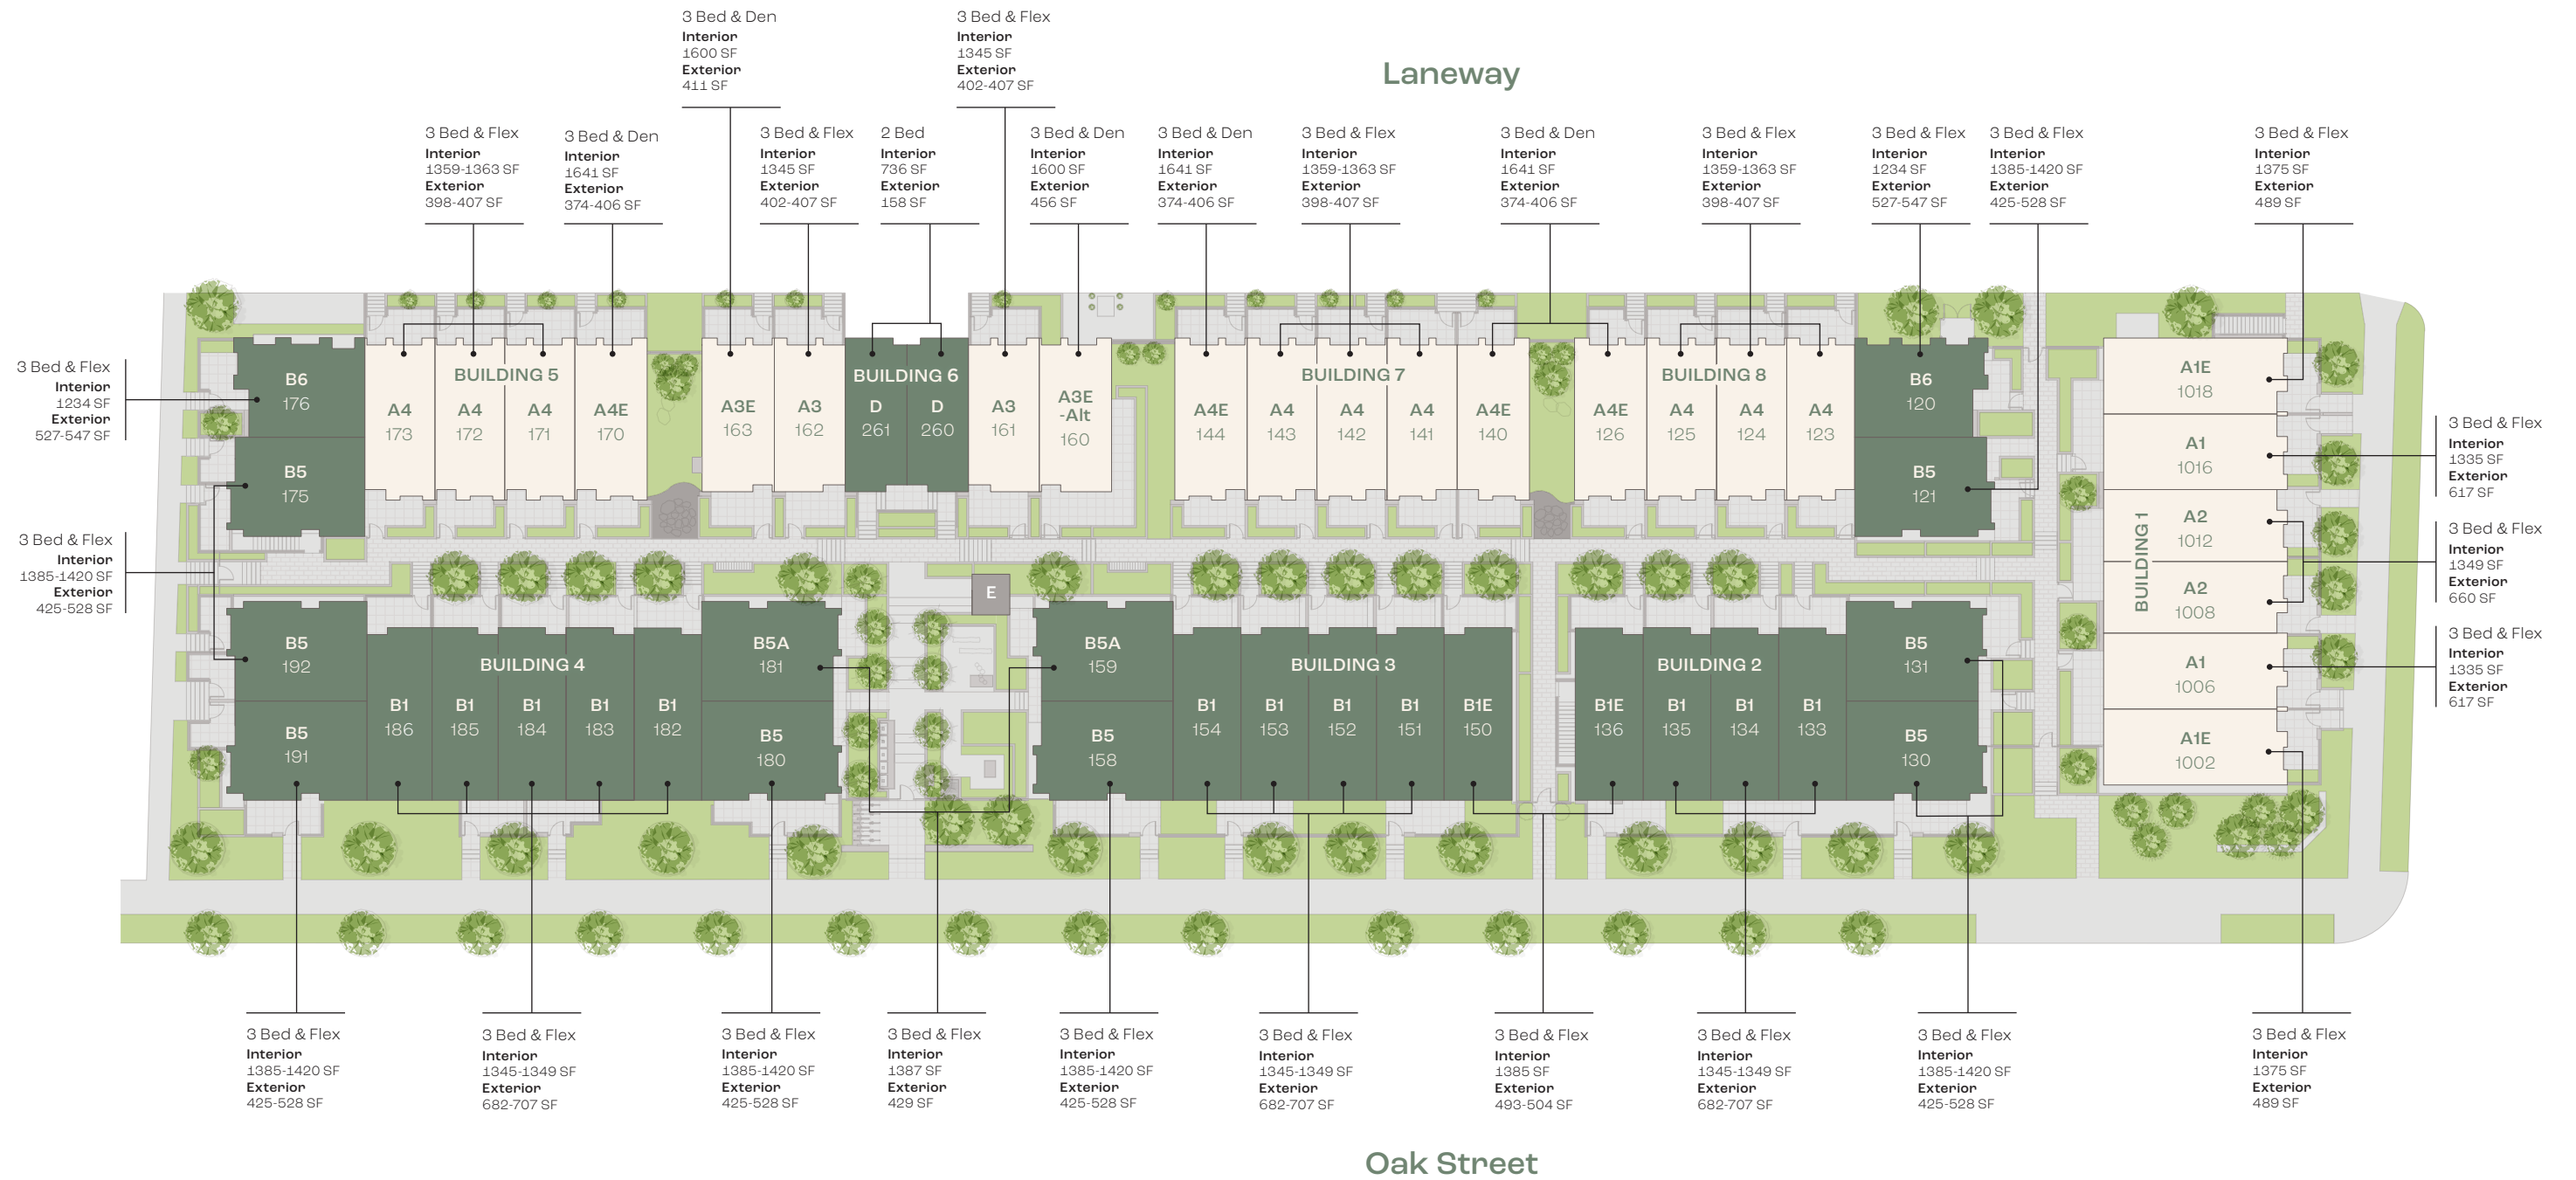 3 Bed & Den
Interior
1600 SF
Exterior
411 SF
3 Bed & Flex
Interior
1345 SF
Exterior
402-407 SF
Laneway
3 Bed & Flex
Interior
1359-1363 SF
Exterior
398-407 SF
3 Bed & Den
Interior
1641 SF
Exterior
374-406 SF
3 Bed & Flex
Interior
1345 SF
Exterior
402-407 SF
2 Bed
Interior
736 SF
Exterior
158 SF
3 Bed & Den
Interior
1600 SF
Exterior
456 SF
3 Bed & Den
Interior
1641 SF
Exterior
374-406 SF
3 Bed & Flex
Interior
1359-1363 SF
Exterior
398-407 SF
3 Bed & Den
Interior
1641 SF
Exterior
374-406 SF
3 Bed & Flex
Interior
1359-1363 SF
Exterior
398-407 SF
3 Bed & Flex
Interior
1234 SF
Exterior
527-547 SF
3 Bed & Flex
Interior
1385-1420 SF
Exterior
425-528 SF
3 Bed & Flex
Interior
1375 SF
Exterior
489 SF
3 Bed & Flex
Interior
1234 SF
Exterior
527-547 SF
3 Bed & Flex
Interior
1385-1420 SF
Exterior
425-528 SF
B6
176
B5
175
BUILDING 5
A4
173
A4
172
A4
171
A4E
170
A3E
163
A3
162
BUILDING 6
D
261
D
260
A3
161
A3E
-Alt
160
BUILDING 7
A4E
144
A4
143
A4
142
A4
141
A4E
140
BUILDING 8
A4E
126
A4
125
A4
124
A4
123
B6
120
B5
121
BUILDING 1
A1E
1018
A1
1016
A2
1012
A2
1008
A1
1006
A1E
1002
3 Bed & Flex
Interior
1335 SF
Exterior
617 SF
3 Bed & Flex
Interior
1349 SF
Exterior
660 SF
3 Bed & Flex
Interior
1335 SF
Exterior
617 SF
E
B5
192
B5
191
BUILDING 4
B1
186
B1
185
B1
184
B1
183
B1
182
B5A
181
B5
180
B5A
159
B5
158
BUILDING 3
B1
154
B1
153
B1
152
B1
151
B1E
150
BUILDING 2
B1E
136
B1
135
B1
134
B1
133
B5
131
B5
130
3 Bed & Flex
Interior
1385-1420 SF
Exterior
425-528 SF
3 Bed & Flex
Interior
1345-1349 SF
Exterior
682-707 SF
3 Bed & Flex
Interior
1385-1420 SF
Exterior
425-528 SF
3 Bed & Flex
Interior
1387 SF
Exterior
429 SF
3 Bed & Flex
Interior
1385-1420 SF
Exterior
425-528 SF
3 Bed & Flex
Interior
1345-1349 SF
Exterior
682-707 SF
3 Bed & Flex
Interior
1385 SF
Exterior
493-504 SF
3 Bed & Flex
Interior
1345-1349 SF
Exterior
682-707 SF
3 Bed & Flex
Interior
1385-1420 SF
Exterior
425-528 SF
3 Bed & Flex
Interior
1375 SF
Exterior
489 SF
Oak Street